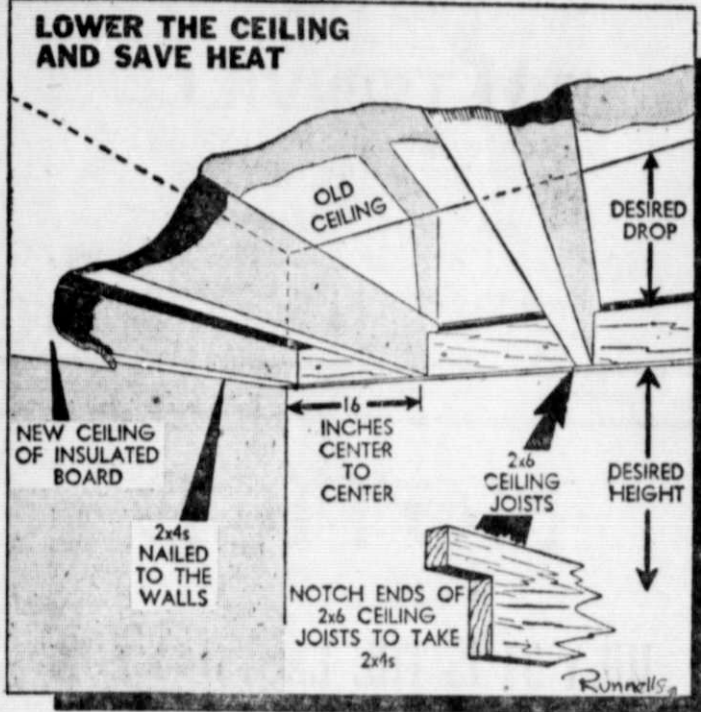 LOWER THE CEILING
AND SAVE HEAT
OLD
CEILING
DESIRED
DROP
NEW CEILING
OF INSULATED
BOARD
16
INCHES
CENTER
TO
CENTER
2x6
CEILING
JOISTS
DESIRED
HEIGHT
2x4s
NAILED
TO THE
WALLS
NOTCH ENDS OF
2x6 CEILING
JOISTS TO TAKE
2x4s
Runnells